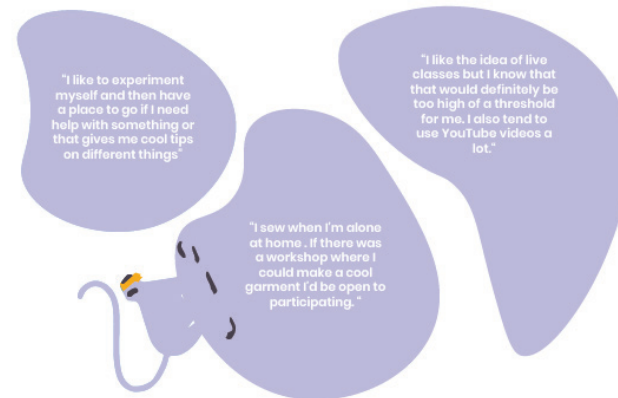 "I like to experiment
myself and then have
a place to go if I need
help with something or
that gives me cool tips
on different things"
"I like the idea of live
classes but I know that
that would definitely be
too high of a threshold
for me. I also tend to
use YouTube videos a
lot."
"I sew when I'm alone
at home . If there was
a workshop where I
could make a cool
garment I'd be open to
participating. "